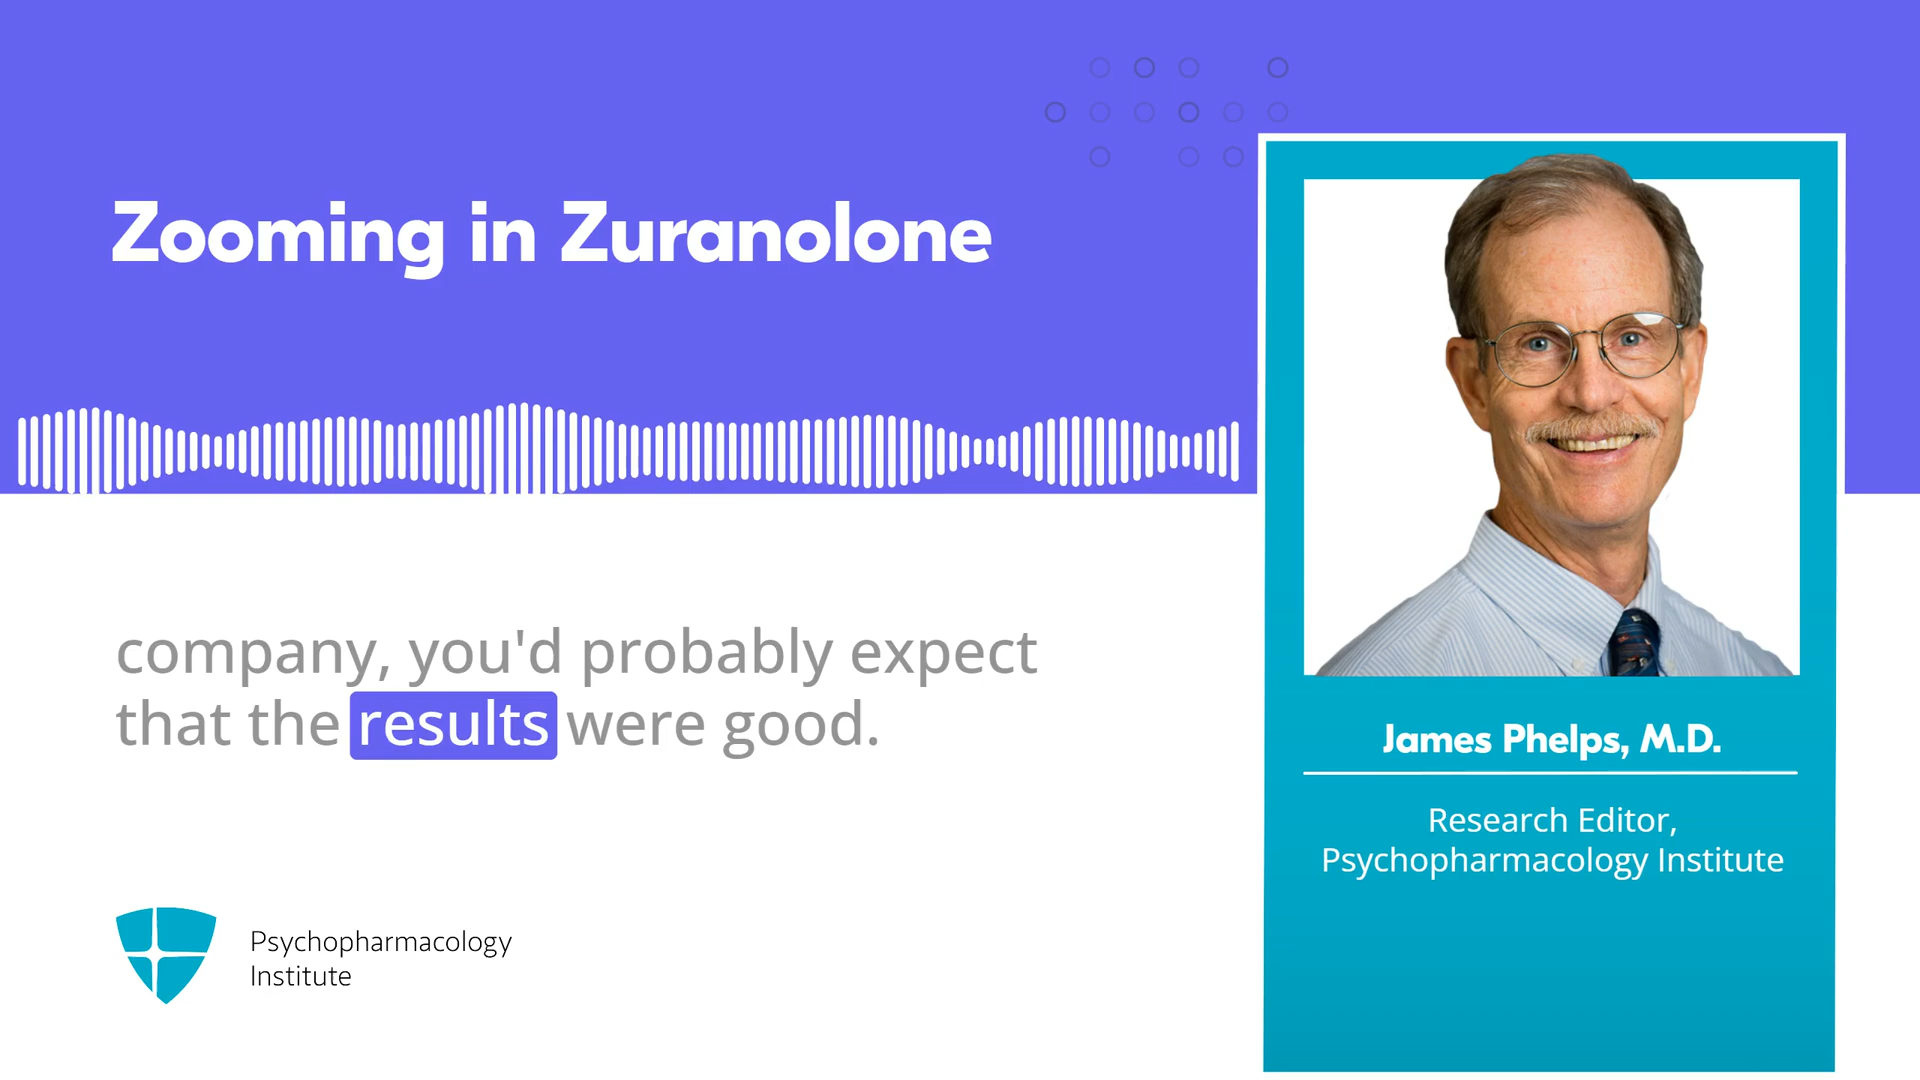 Zooming in Zuranolone
company, you'd probably expect
that the results were good.
James Phelps, M.D.
Research Editor,
Psychopharmacology Institute
Psychopharmacology
Institute